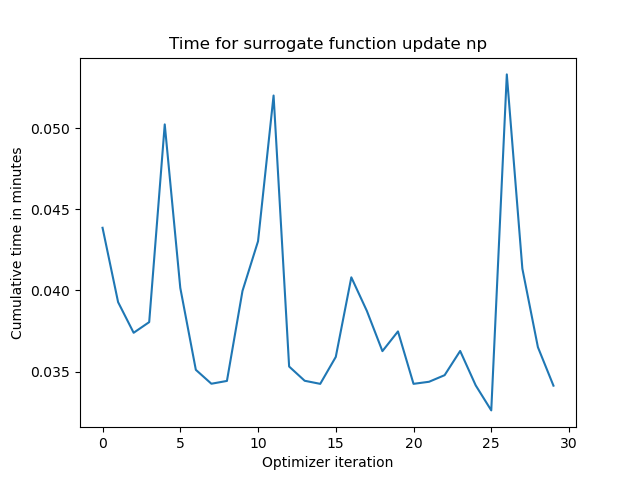 Time for surrogate function update np
Cumulative time in minutes
0.050
0.045
0.040
0.035
0 5 10 15 20 25 30
Optimizer iteration